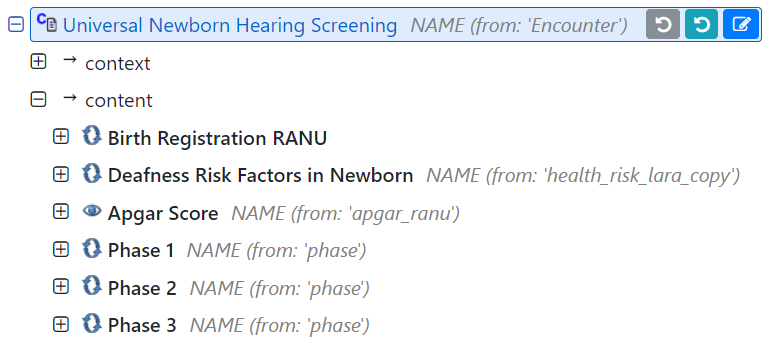 Universal Newborn Hearing Screening NAME (from: 'Encounter')
context
content
Birth Registration RANU
Deafness Risk Factors in Newborn NAME (from: 'health_risk_lara_copy')
Apgar Score NAME (from: 'apgar_ranu')
Phase 1 NAME (from: 'phase')
Phase 2 NAME (from: 'phase')
Phase 3 NAME (from: 'phase')